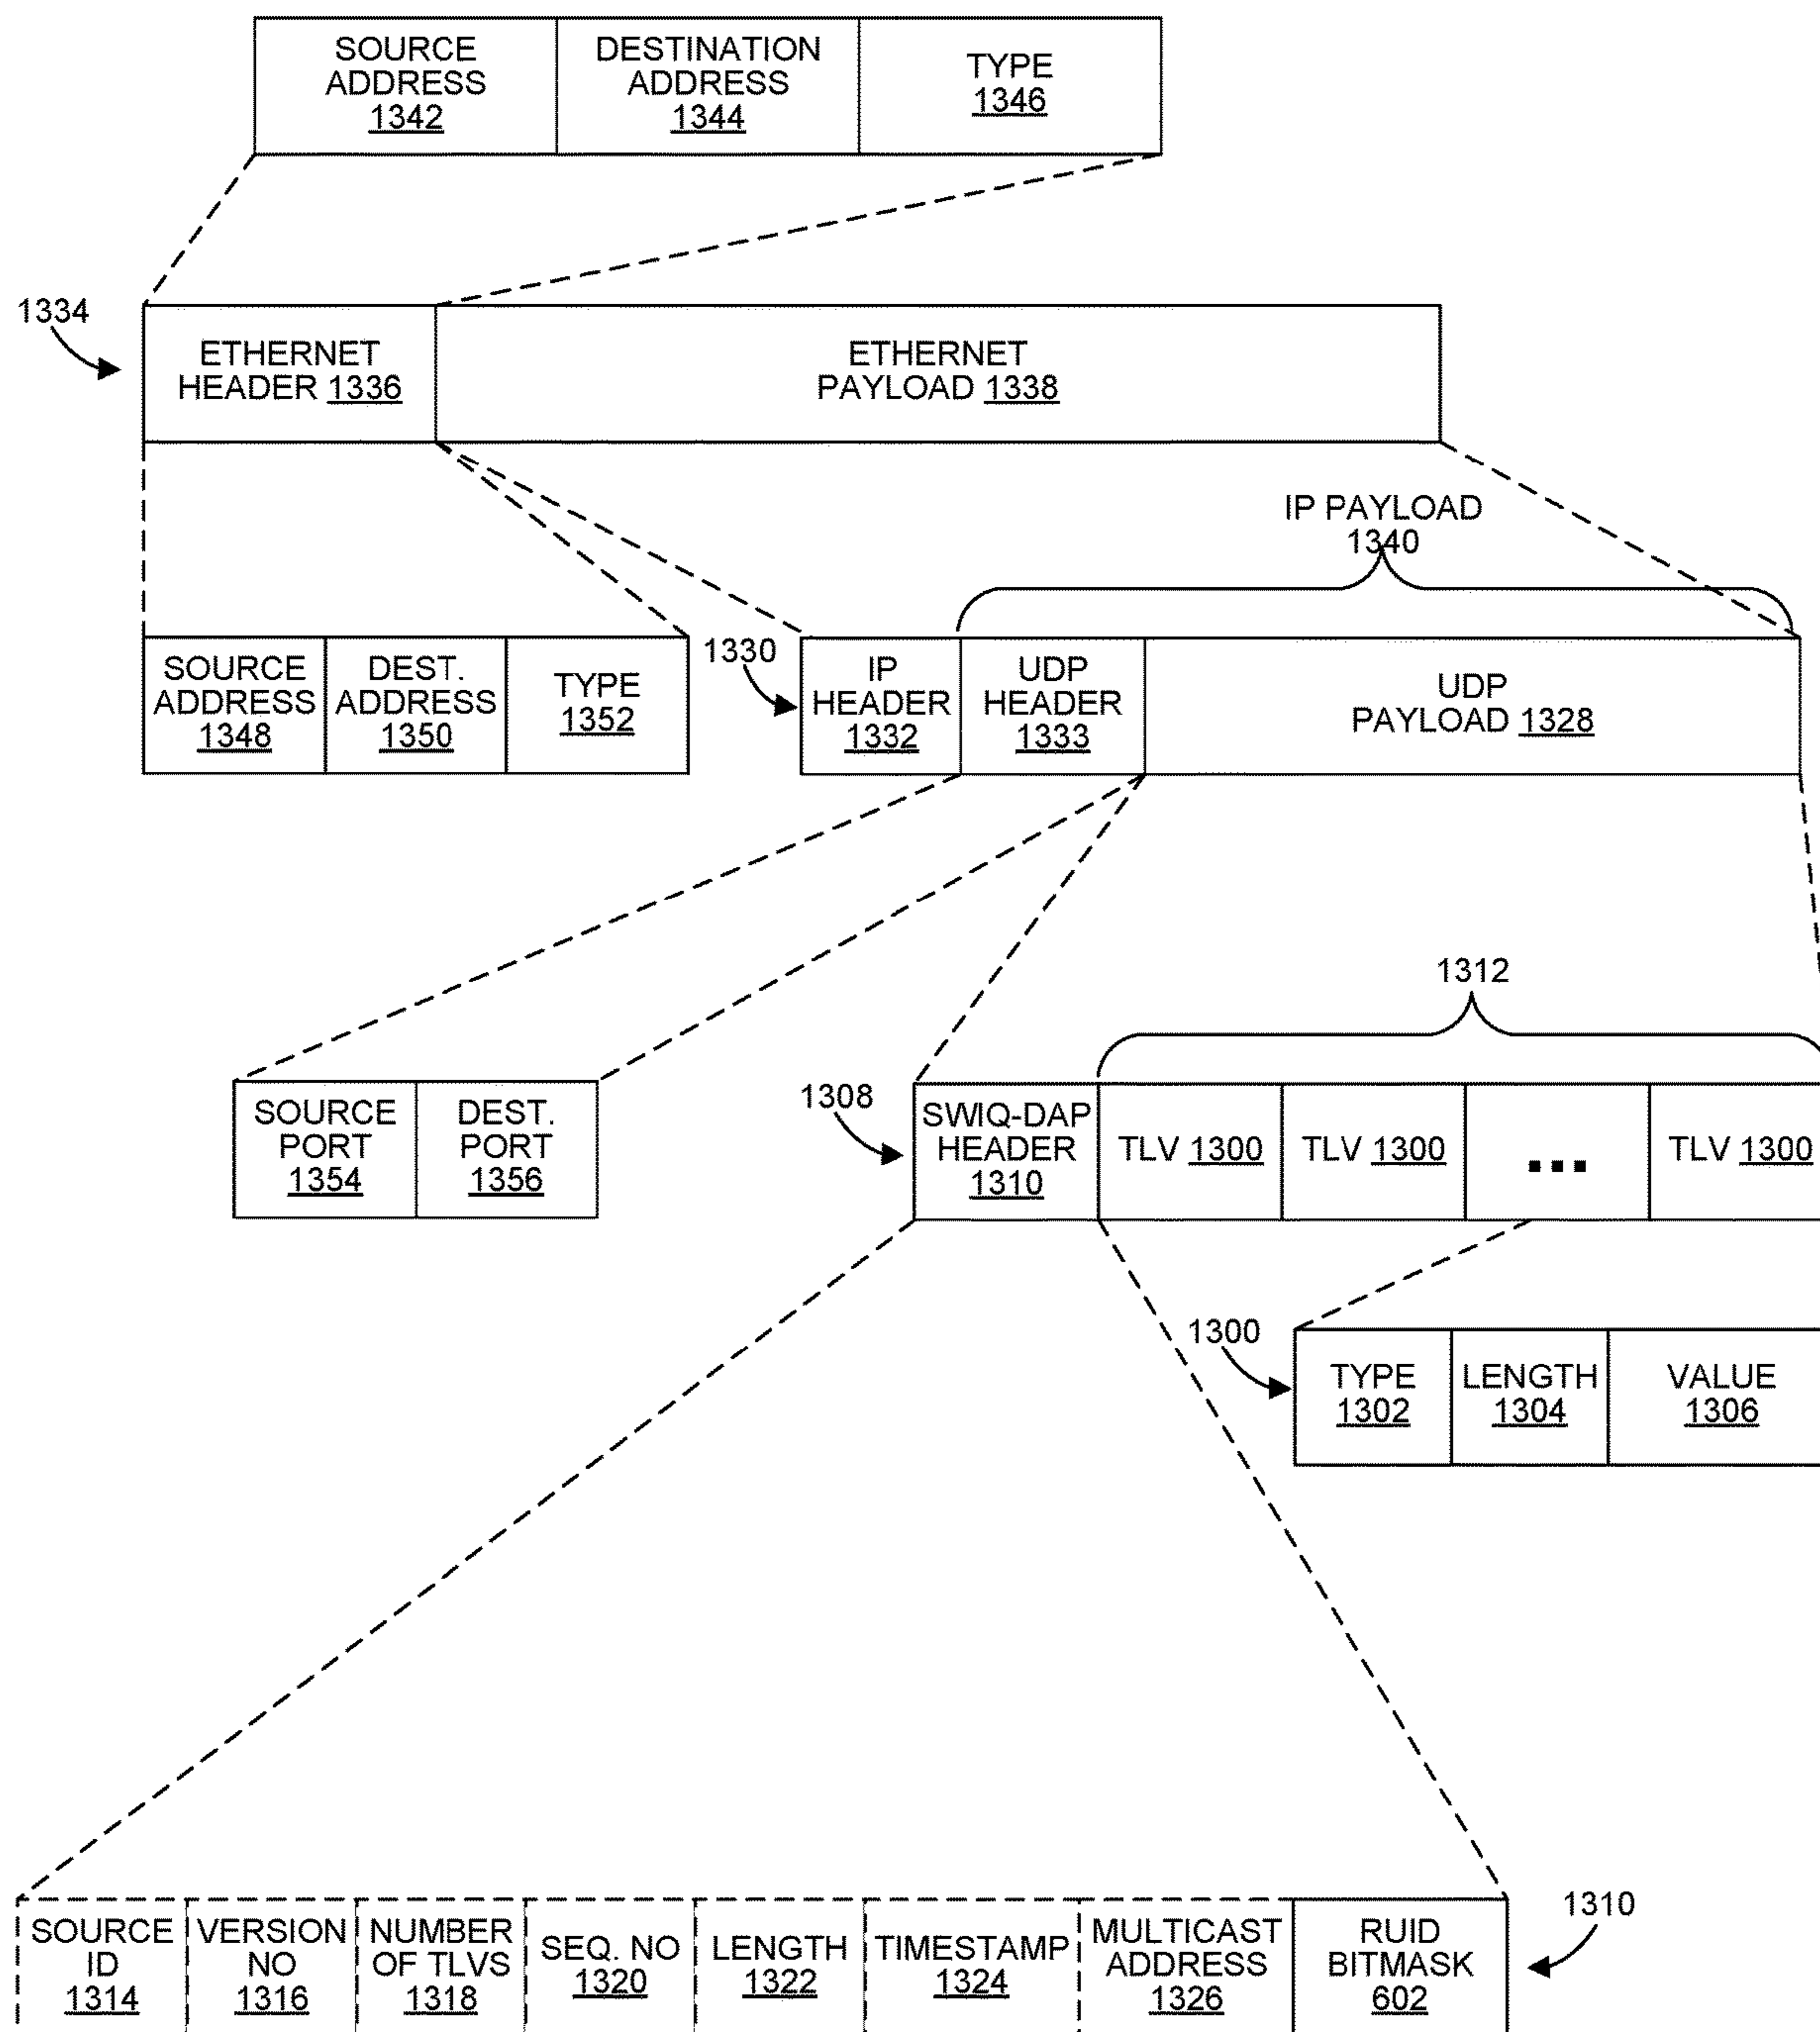 SOURCE ADDRESS 1342
DESTINATION ADDRESS 1344
TYPE 1346
1334
ETHERNET HEADER 1336
ETHERNET PAYLOAD 1338
IP PAYLOAD 1340
SOURCE ADDRESS 1348
DEST. ADDRESS 1350
TYPE 1352
1330
IP HEADER 1332
UDP HEADER 1333
UDP PAYLOAD 1328
1312
SOURCE PORT 1354
DEST. PORT 1356
1308
SWIQ-DAP HEADER 1310
TLV 1300
TLV 1300
...
TLV 1300
1300
TYPE 1302
LENGTH 1304
VALUE 1306
1310
SOURCE ID 1314
VERSION NO 1316
NUMBER OF TLVS 1318
SEQ. NO 1320
LENGTH 1322
TIMESTAMP 1324
MULTICAST ADDRESS 1326
RUID BITMASK 602